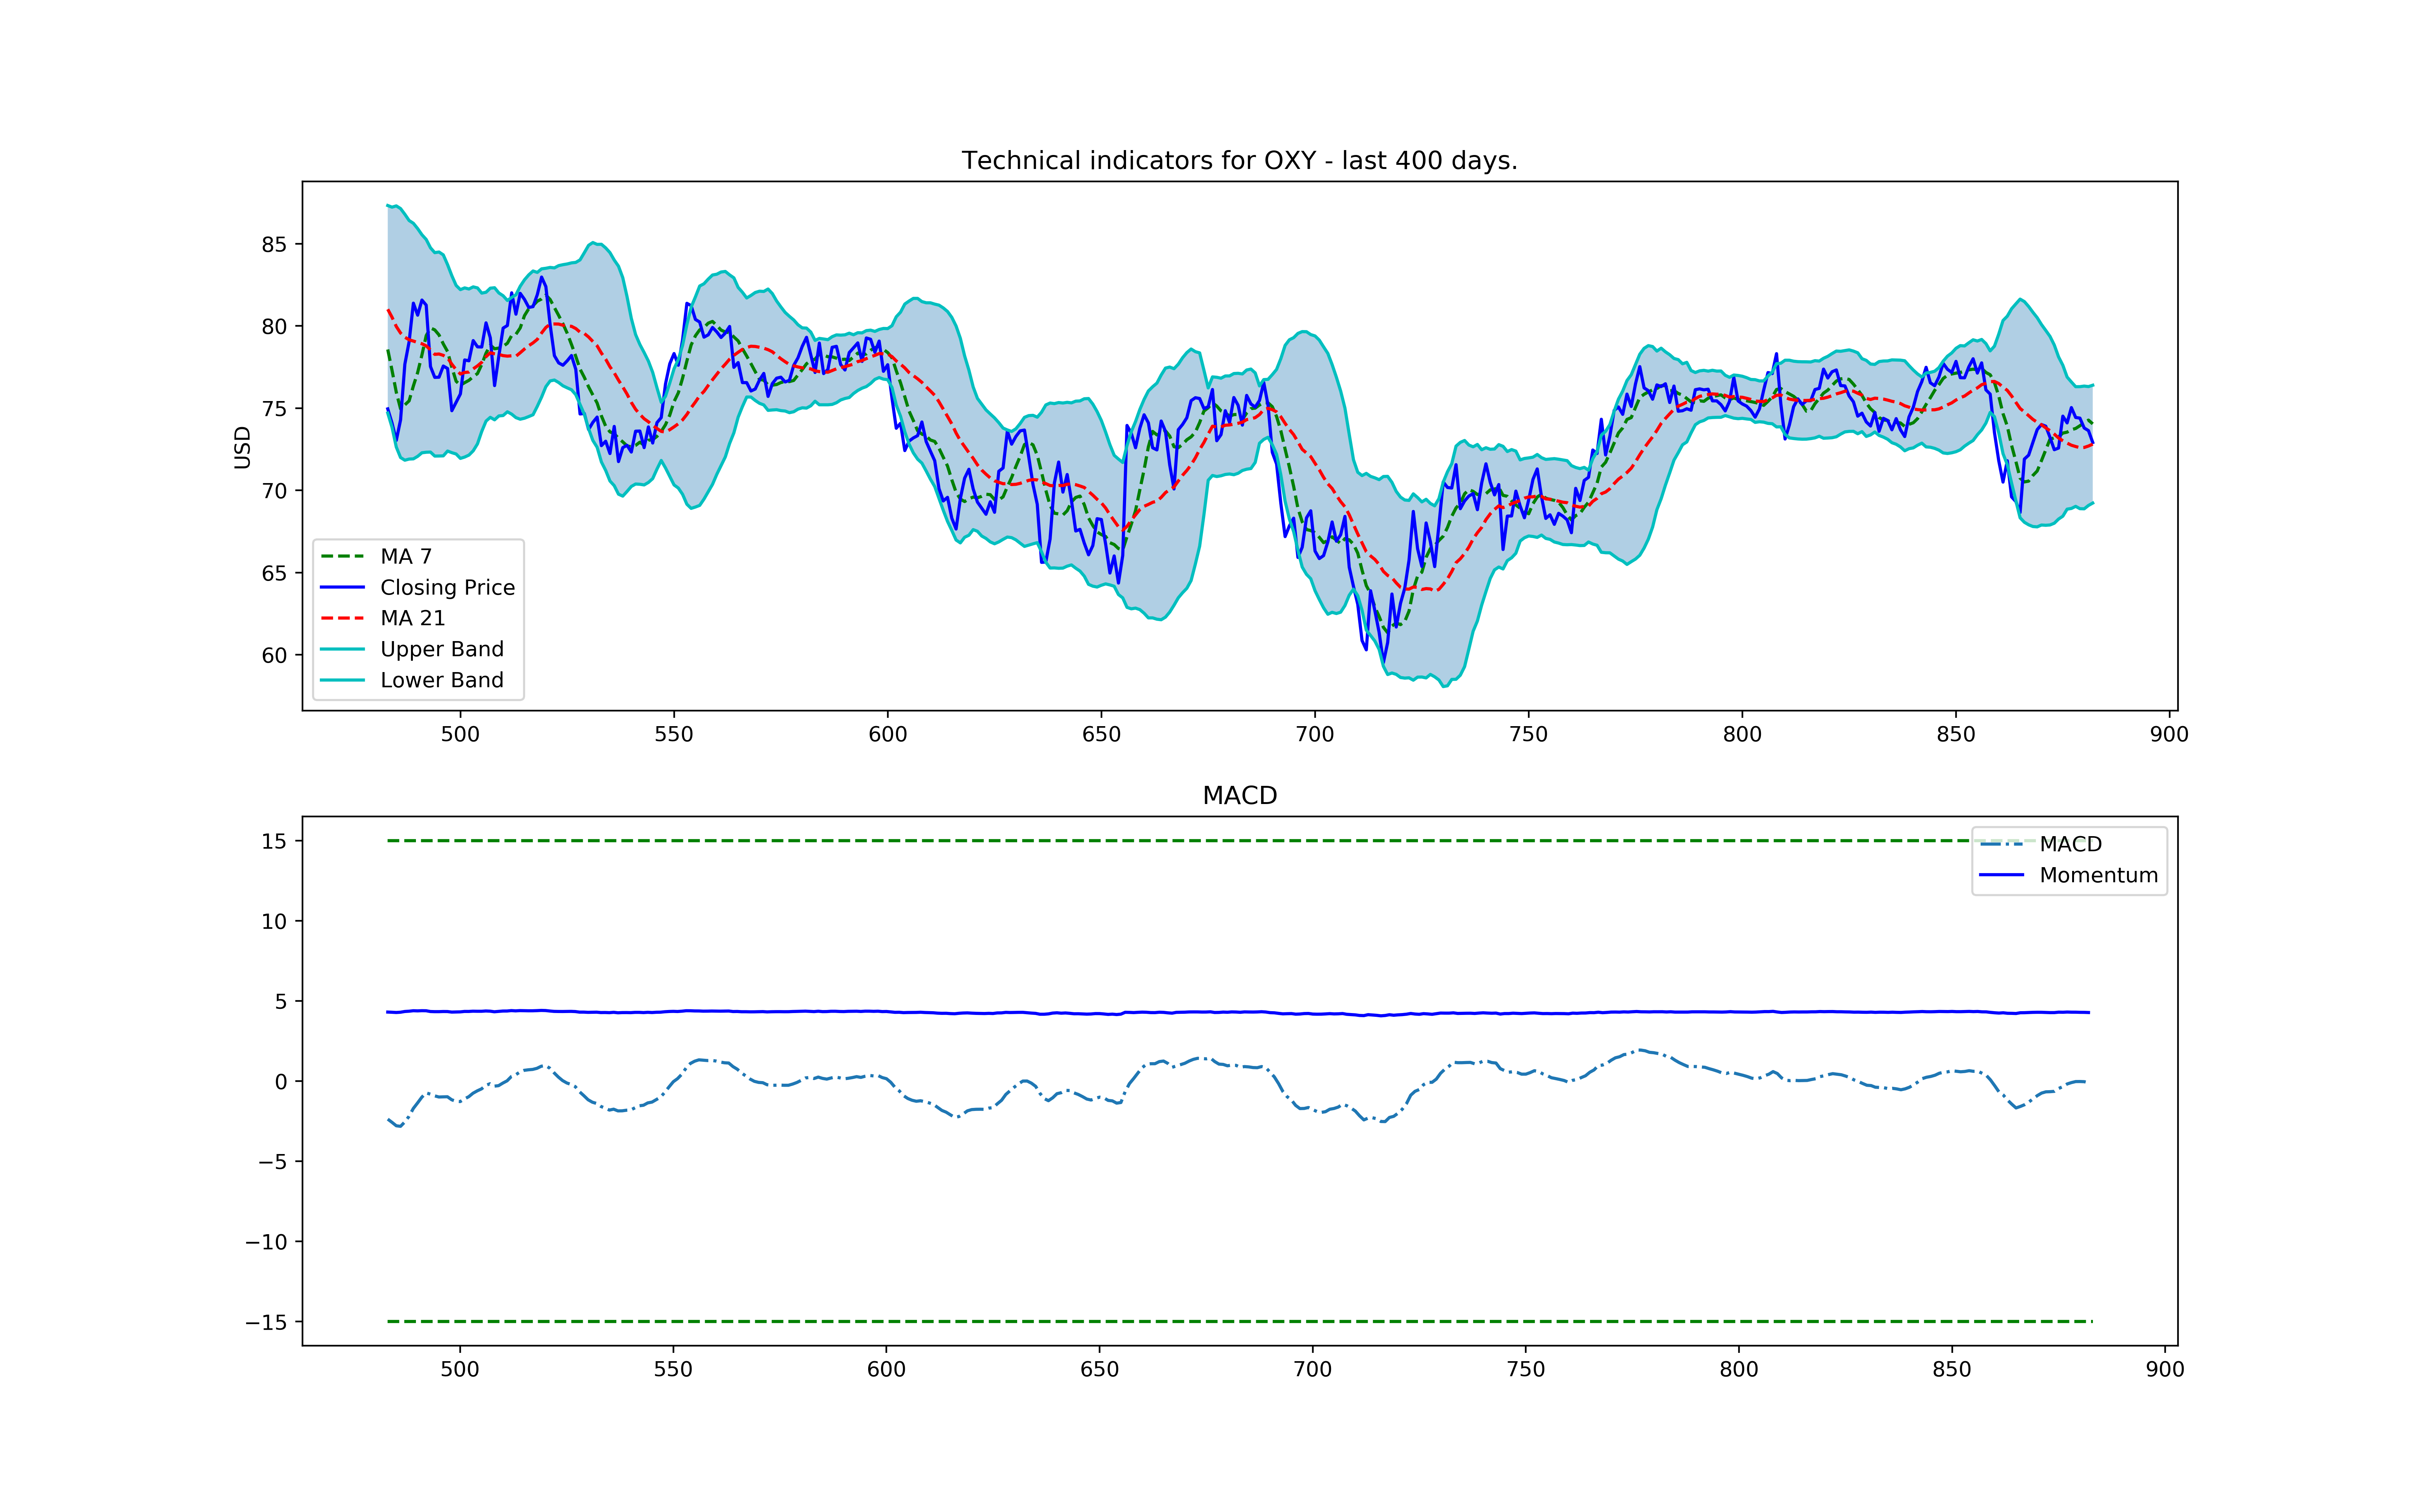 Technical indicators for OXY - last 400 days.
USD
85
80
75
70
65
60
MA 7
Closing Price
MA 21
Upper Band
Lower Band
500 550 600 650 700 750 800 850 900
MACD
15
10
5
0
−5
−10
−15
MACD
Momentum
500 550 600 650 700 750 800 850 900